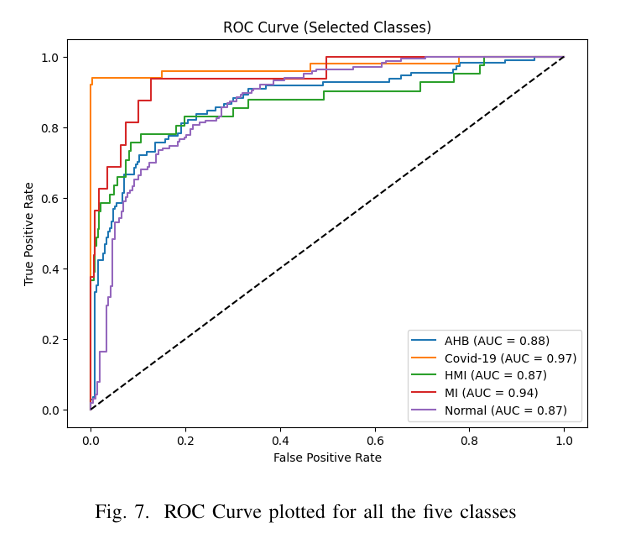 ROC Curve (Selected Classes)
1.0
0.8
0.6
0.4
0.2
0.0
True Positive Rate
0.0 0.2 0.4 0.6 0.8 1.0
False Positive Rate
AHB (AUC = 0.88)
Covid-19 (AUC = 0.97)
HMI (AUC = 0.87)
MI (AUC = 0.94)
Normal (AUC = 0.87)
Fig. 7. ROC Curve plotted for all the five classes